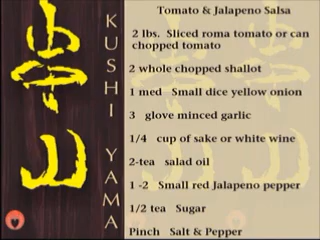 串
山
KUSHI YAMA
Tomato & Jalapeno Salsa
2 lbs. Sliced roma tomato or can
chopped tomato
2 whole chopped shallot
1 med Small dice yellow onion
3 glove minced garlic
1/4 cup of sake or white wine
2-tea salad oil
1 -2 Small red Jalapeno pepper
1/2 tea Sugar
Pinch Salt & Pepper